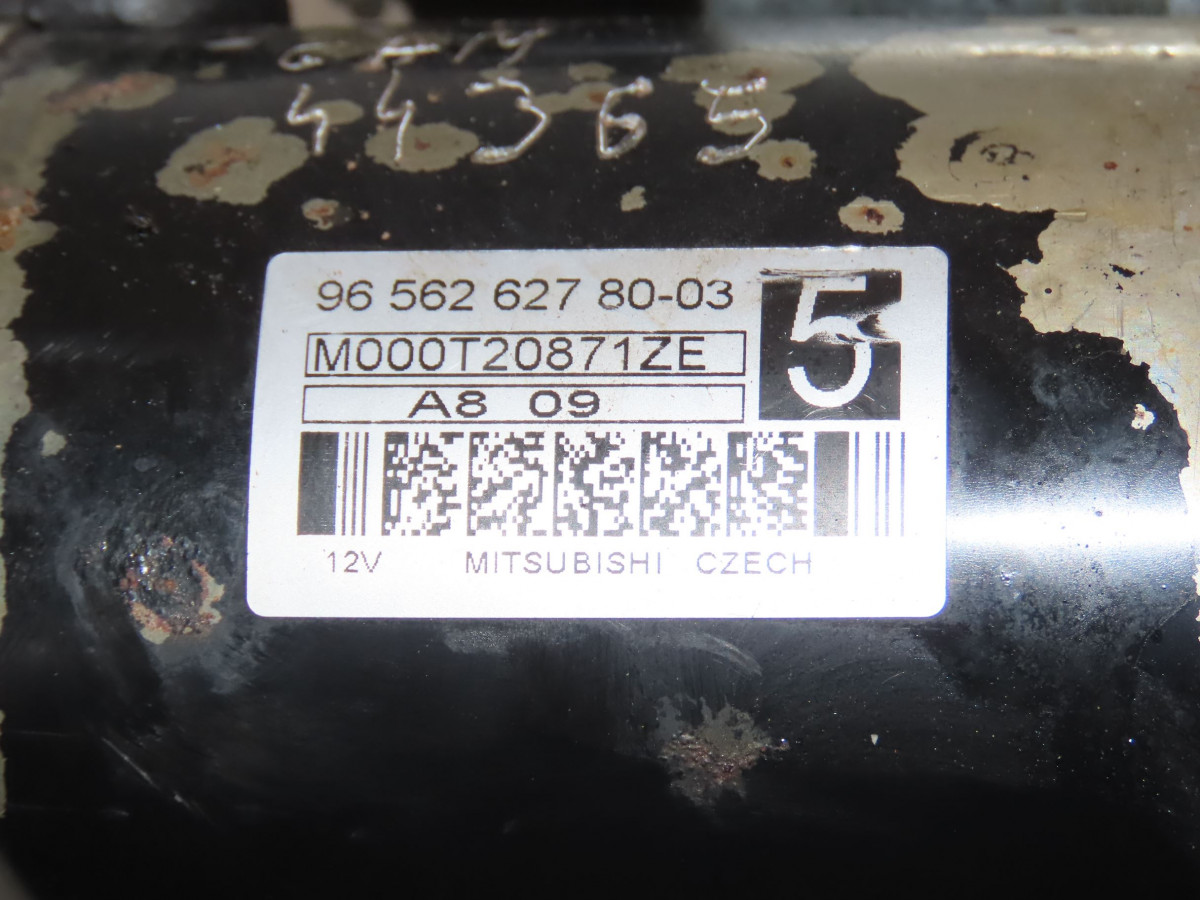 44365
96 562 627 80-03
5
M000T20871ZE
A8 09
12V MITSUBISHI CZECH